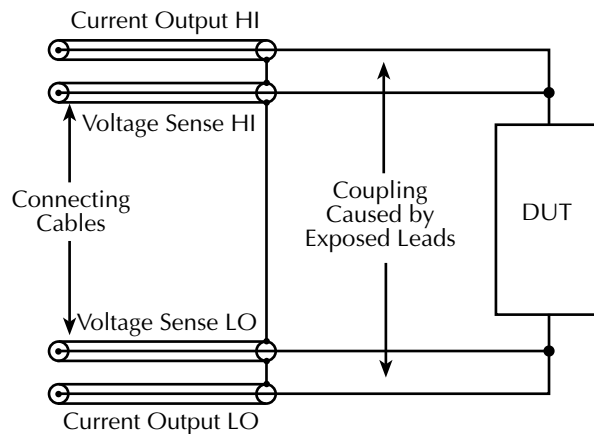 Current Output HI
Voltage Sense HI
Connecting
Cables
Coupling
Caused by
Exposed Leads
DUT
Voltage Sense LO
Current Output LO